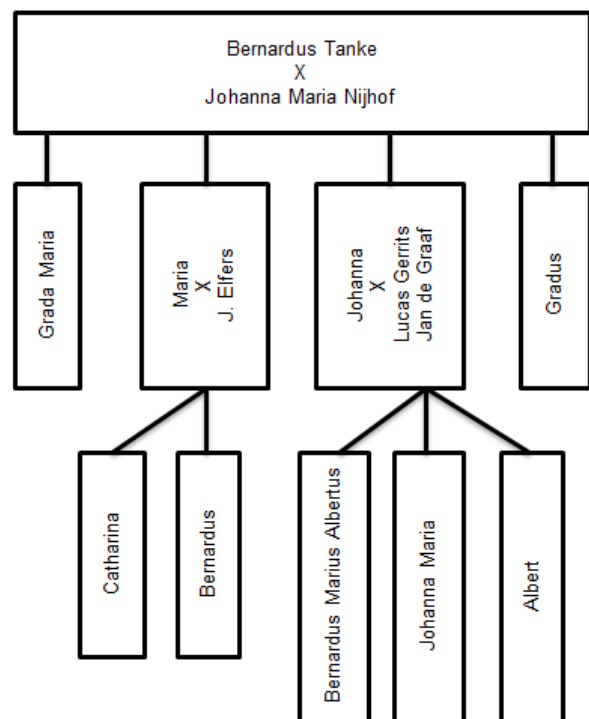 Bernardus Tanke
X
Johanna Maria Nijhof
Grada Maria
Maria
X
J. Elfers
Johanna
X
Lucas Gerrits
Jan de Graaf
Gradus
Catharina
Bernardus
Bernardus Marius Albertus
Johanna Maria
Albert